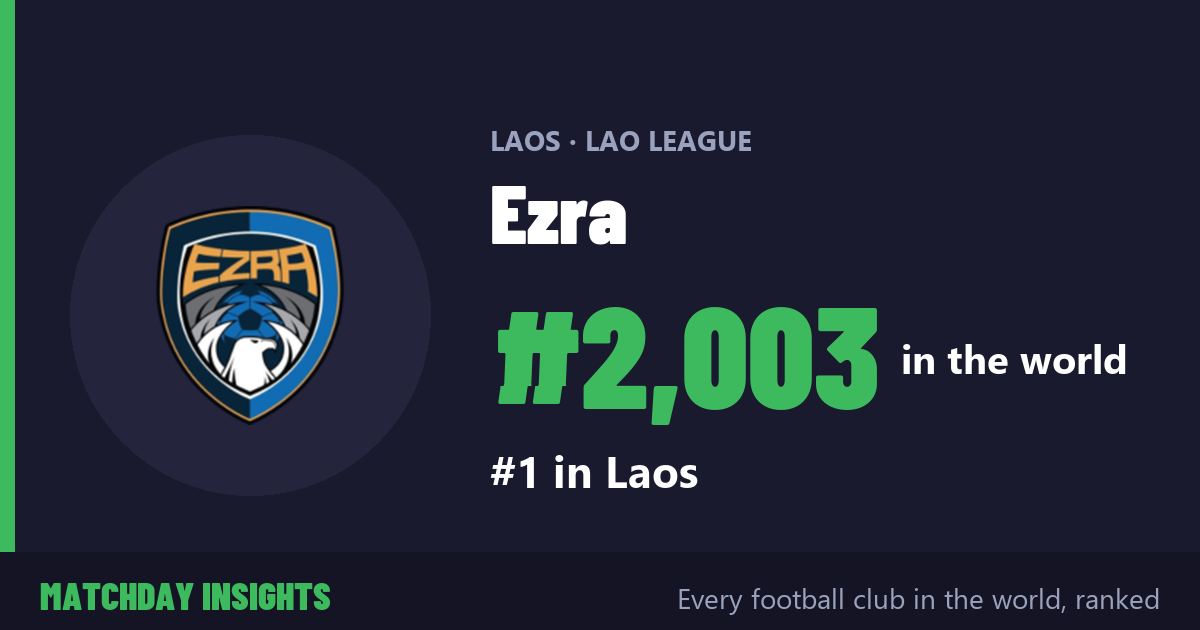 LAOS · LAO LEAGUE
Ezra
EZRA
#2,003 in the world
#1 in Laos
MATCHDAY INSIGHTS
Every football club in the world, ranked